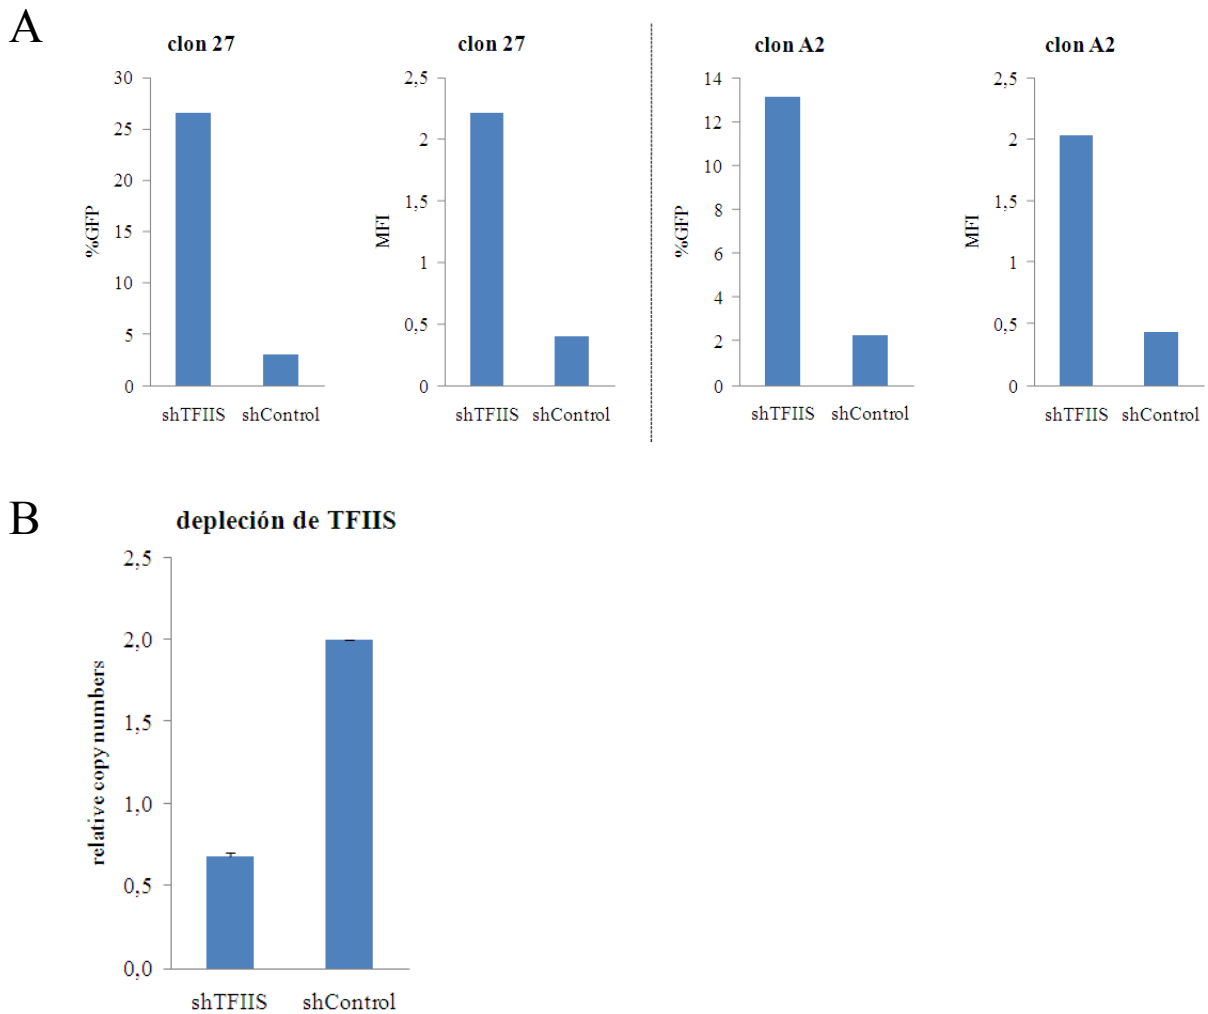 A
clon 27
%GFP
30
25
20
15
10
5
0
shTFIIS shControl
clon 27
MFI
2,5
2
1,5
1
0,5
0
shTFIIS shControl
clon A2
%GFP
14
12
10
8
6
4
2
0
shTFIIS shControl
clon A2
MFI
2,5
2
1,5
1
0,5
0
shTFIIS shControl
B
depleción de TFIIS
relative copy numbers
2,5
2,0
1,5
1,0
0,5
0,0
shTFIIS shControl